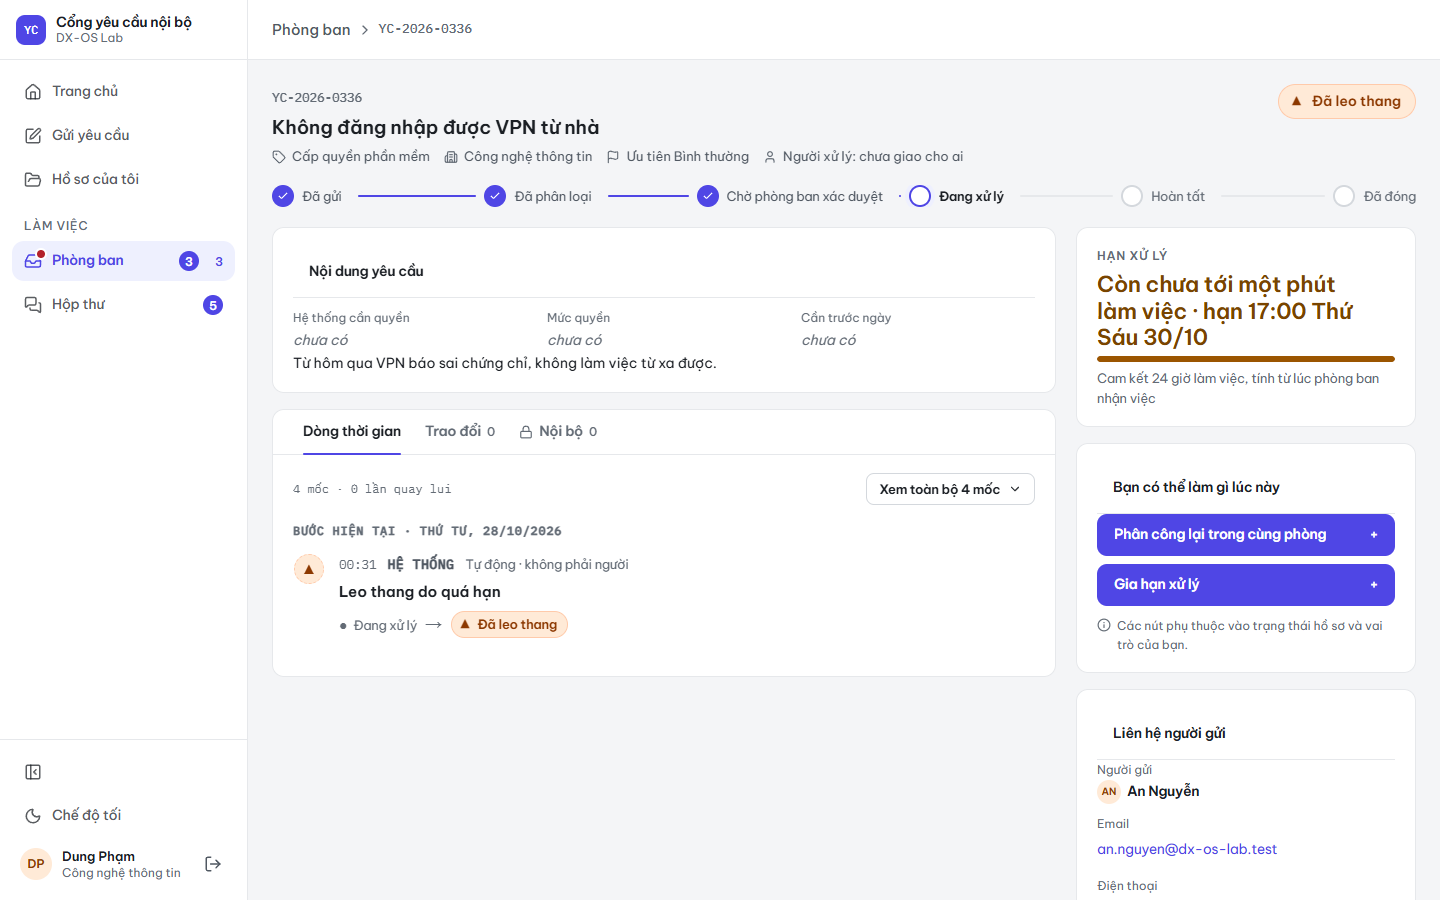 YC
Cổng yêu cầu nội bộ
DX-OS Lab
Phòng ban > YC-2026-0336
Trang chủ
Gửi yêu cầu
Hồ sơ của tôi
LÀM VIỆC
Phòng ban 3 3
Hộp thư 5
Chế độ tối
DP
Dung Phạm
Công nghệ thông tin
YC-2026-0336
Không đăng nhập được VPN từ nhà
Đã leo thang
Cấp quyền phần mềm Công nghệ thông tin Ưu tiên Bình thường Người xử lý: chưa giao cho ai
Đã gửi Đã phân loại Chờ phòng ban xác duyệt Đang xử lý Hoàn tất Đã đóng
Nội dung yêu cầu
Hệ thống cần quyền Mức quyền Cần trước ngày
chưa có chưa có chưa có
Từ hôm qua VPN báo sai chứng chỉ, không làm việc từ xa được.
Dòng thời gian Trao đổi 0 Nội bộ 0
4 mốc · 0 lần quay lui
Xem toàn bộ 4 mốc
BƯỚC HIỆN TẠI · THỨ TƯ, 28/10/2026
00:31 HỆ THỐNG Tự động · không phải người
Leo thang do quá hạn
Đang xử lý → Đã leo thang
HẠN XỬ LÝ
Còn chưa tới một phút
làm việc · hạn 17:00 Thứ
Sáu 30/10
Cam kết 24 giờ làm việc, tính từ lúc phòng ban
nhận việc
Bạn có thể làm gì lúc này
Phân công lại trong cùng phòng +
Gia hạn xử lý +
Các nút phụ thuộc vào trạng thái hồ sơ và vai
trò của bạn.
Liên hệ người gửi
Người gửi
AN An Nguyễn
Email
an.nguyen@dx-os-lab.test
Điện thoại